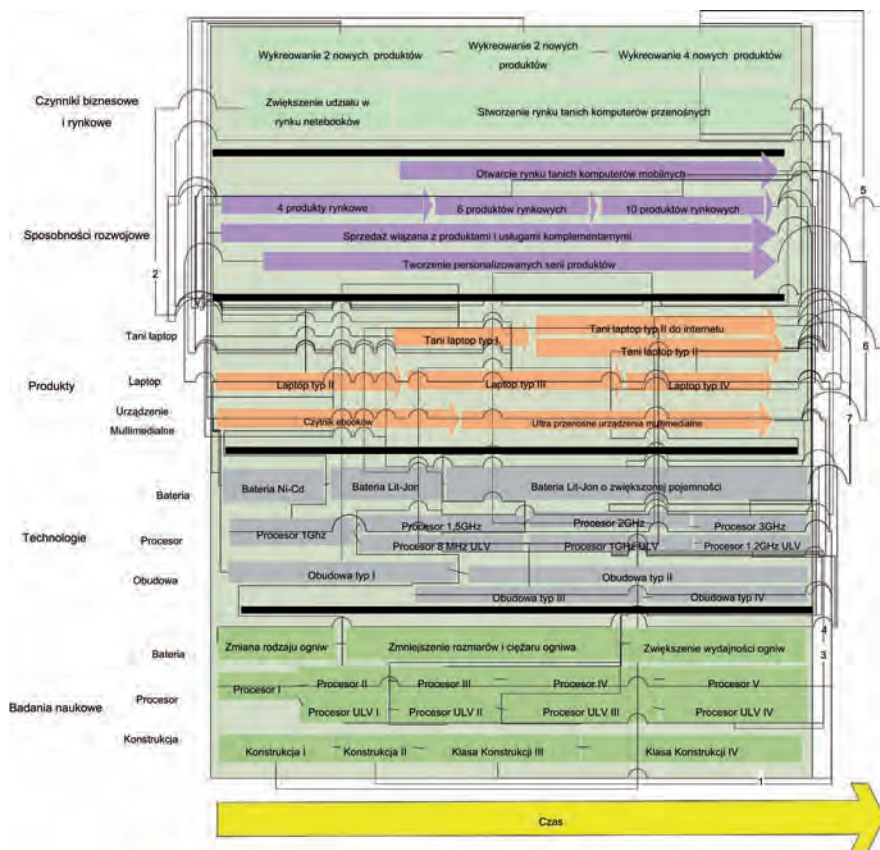 Wykreowanie 2 nowych produktów
Wykreowanie 2 nowych
produktów
Wykreowanie 4 nowych produktów
Czynniki biznesowe
i rynkowe
Zwiększenie udziału w
rynku netebooków
Stworzenie rynku tanich komputerów przenośnych
Otwarcie rynku tanich komputerów mobilnych
5
4 produkty rynkowe
6 produktów rynkowych
10 produktów rynkowych
Sposobności rozwojowe
Sprzedaż wiązana z produktami i usługami komplementarnymi
Tworzenie personalizowanych serii produktów
2
Tani laptop
Tani laptop typ I
Tani laptop typ II do internetu
Tani laptop typ II
6
Produkty
Laptop
Laptop typ II
Laptop typ III
Laptop typ IV
Urządzenie
Mullimedialne
Czytnik ebooków
Ultra przenośne urządzenia multimedialne
7
Bateria
Bateria Ni-Cd
Bateria Lit-Jon
Bateria Lit-Jon o zwiększonej pojemności
Technologie
Procesor
Procesor 1Ghz
Procesor 1,5GHz
Procesor 2GHz
Procesor 3GHz
Procesor 8 MHz ULV
Procesor 1GHz ULV
Procesor 1.2GHz ULV
Obudowa
Obudowa typ I
Obudowa typ II
Obudowa typ III
Obudowa typ IV
4
Bateria
Zmiana rodzaju ogniw
Zmniejszenie rozmarów i ciężaru ogniwa
Zwiększenie wydajności ogniw
3
Badania naukowe
Procesor
Procesor I
Procesor II
Procesor III
Procesor IV
Procesor V
Procesor ULV I
Procesor ULV II
Procesor ULV III
Procesor ULV IV
Konstrukcja
Konstrukcja I
Konstrukcja II
Klasa Konstrukcji III
Klasa Konstrukcji IV
1
Czas